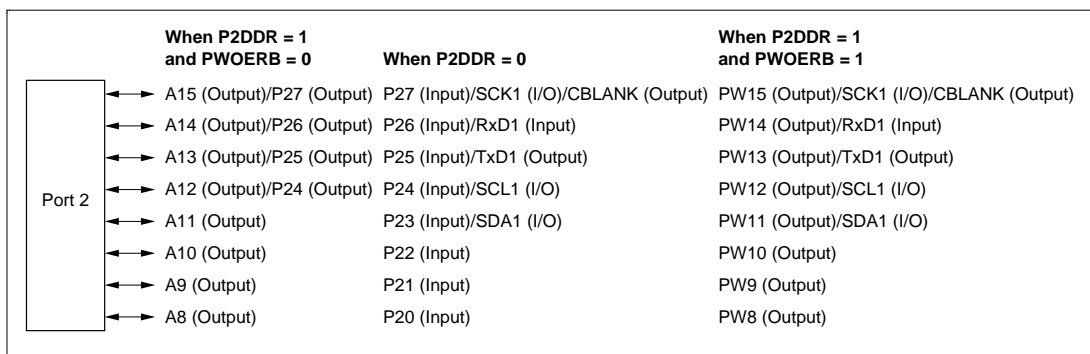 When P2DDR = 1 and PWOERB = 0 When P2DDR = 0 When P2DDR = 1 and PWOERB = 1
Port 2
A15 (Output)/P27 (Output) P27 (Input)/SCK1 (I/O)/CBLANK (Output) PW15 (Output)/SCK1 (I/O)/CBLANK (Output)
A14 (Output)/P26 (Output) P26 (Input)/RxD1 (Input) PW14 (Output)/RxD1 (Input)
A13 (Output)/P25 (Output) P25 (Input)/TxD1 (Output) PW13 (Output)/TxD1 (Output)
A12 (Output)/P24 (Output) P24 (Input)/SCL1 (I/O) PW12 (Output)/SCL1 (I/O)
A11 (Output) P23 (Input)/SDA1 (I/O) PW11 (Output)/SDA1 (I/O)
A10 (Output) P22 (Input) PW10 (Output)
A9 (Output) P21 (Input) PW9 (Output)
A8 (Output) P20 (Input) PW8 (Output)